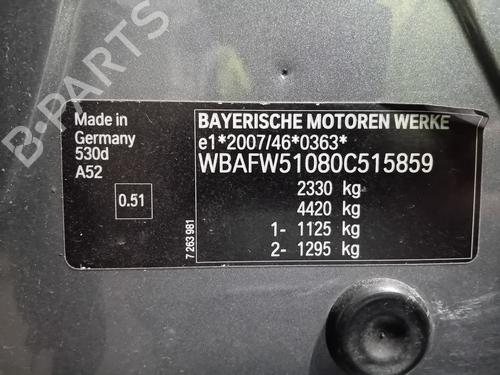 B-PARTS
Made in
Germany
530d
A52
0.51
7 263 981
BAYERISCHE MOTOREN WERKE
e1*2007/46*0363*
WBAFW51080C515859
2330 kg
4420 kg
1- 1125 kg
2- 1295 kg